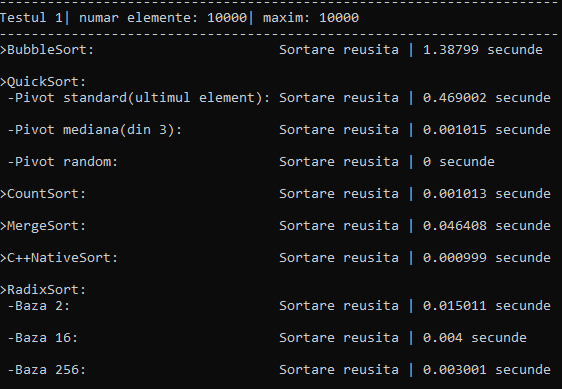 --------------------------------------------------------------------
Testul 1| numar elemente: 10000| maxim: 10000
--------------------------------------------------------------------
>BubbleSort: Sortare reusita | 1.38799 secunde
>QuickSort:
-Pivot standard(ultimul element): Sortare reusita | 0.469002 secunde
-Pivot mediana(din 3): Sortare reusita | 0.001015 secunde
-Pivot random: Sortare reusita | 0 secunde
>CountSort: Sortare reusita | 0.001013 secunde
>MergeSort: Sortare reusita | 0.046408 secunde
>C++NativeSort: Sortare reusita | 0.000999 secunde
>RadixSort:
-Baza 2: Sortare reusita | 0.015011 secunde
-Baza 16: Sortare reusita | 0.004 secunde
-Baza 256: Sortare reusita | 0.003001 secunde